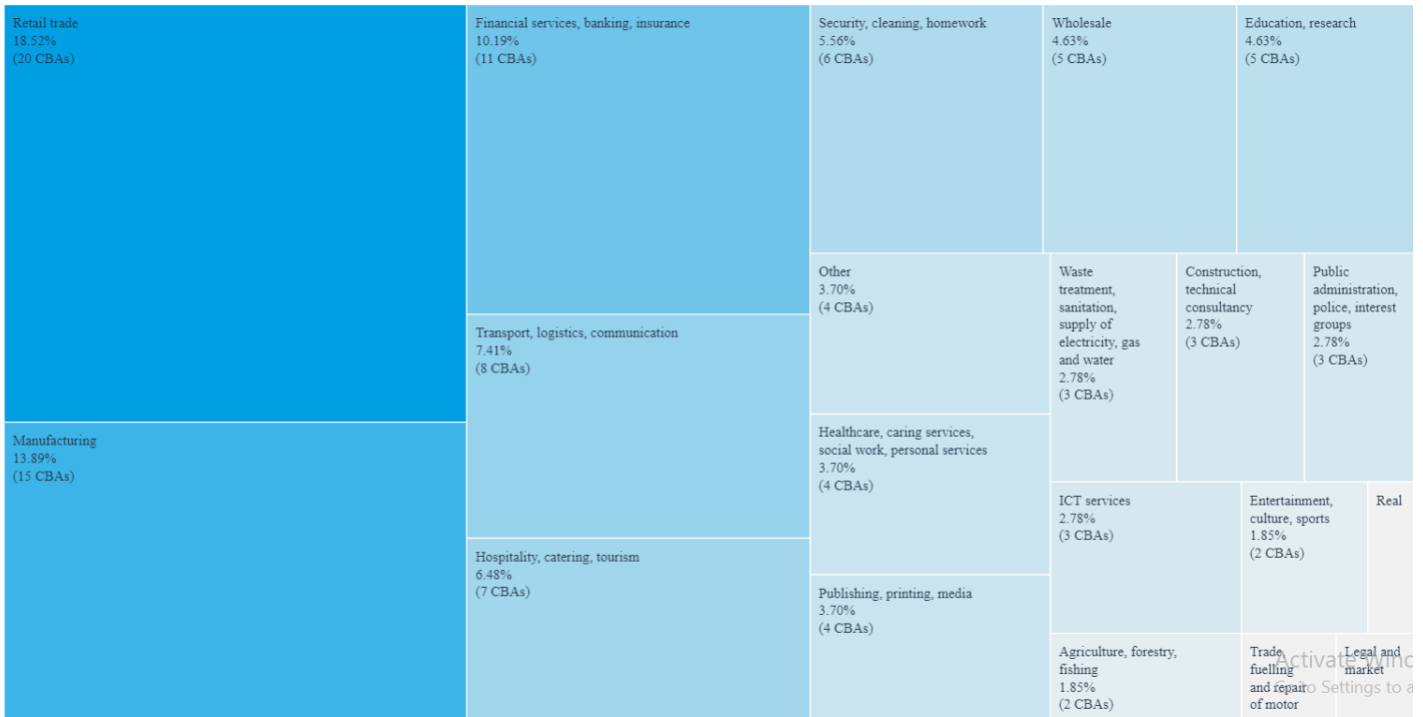 Retail trade
18.52%
(20 CBAs)
Manufacturing
13.89%
(15 CBAs)
Financial services, banking, insurance
10.19%
(11 CBAs)
Transport, logistics, communication
7.41%
(8 CBAs)
Hospitality, catering, tourism
6.48%
(7 CBAs)
Security, cleaning, homework
5.56%
(6 CBAs)
Wholesale
4.63%
(5 CBAs)
Education, research
4.63%
(5 CBAs)
Other
3.70%
(4 CBAs)
Healthcare, caring services,
social work, personal services
3.70%
(4 CBAs)
Publishing, printing, media
3.70%
(4 CBAs)
Waste
treatment,
sanitation,
supply of
electricity, gas
and water
2.78%
(3 CBAs)
Construction,
technical
consultancy
2.78%
(3 CBAs)
Public
administration,
police, interest
groups
2.78%
(3 CBAs)
ICT services
2.78%
(3 CBAs)
Entertainment,
culture, sports
1.85%
(2 CBAs)
Real
Agriculture, forestry,
fishing
1.85%
(2 CBAs)
Trade,
fuelling
and repair
of motor
Legal and
market
Activate Winc
Go to Settings to a